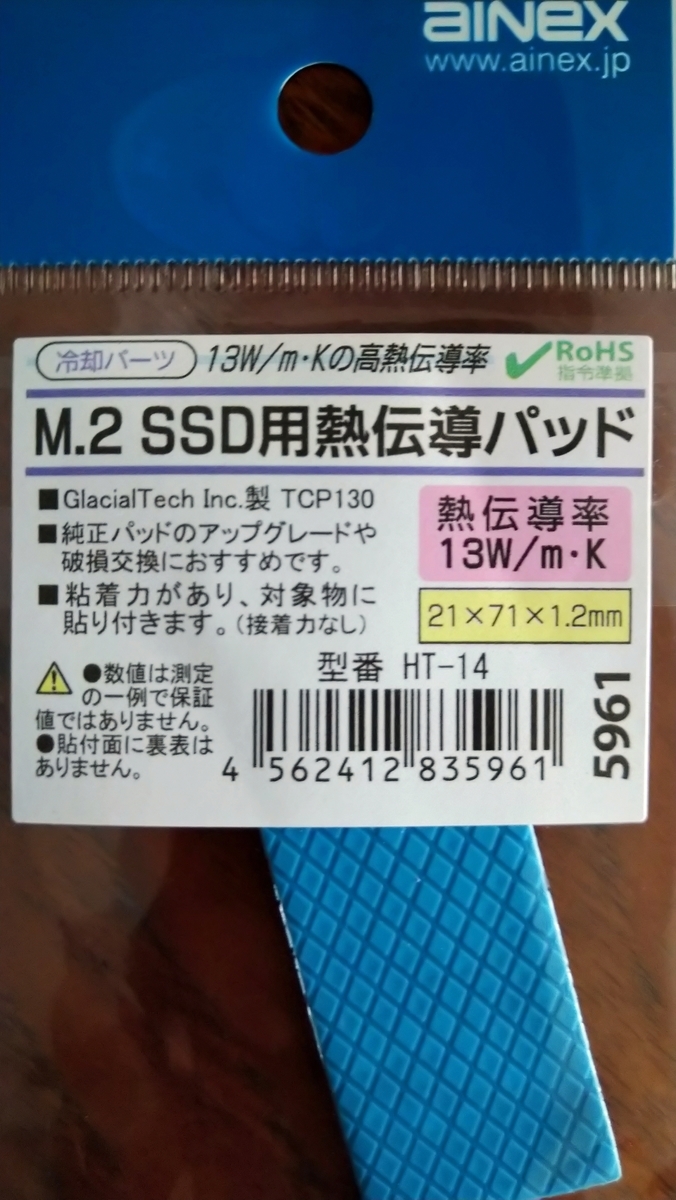 ainex
www.ainex.jp
冷却パーツ 13W/m・Kの高熱伝導率 RoHS
指令準拠
M.2 SSD用熱伝導パッド
■GlacialTech Inc.製 TCP130
■純正パッドのアップグレードや
破損交換におすすめです。
■粘着力があり、対象物に
貼り付きます。(接着力なし)
熱伝導率
13W/m・K
21×71×1.2mm
●数値は測定
の一例で保証
値ではありません。
●貼付面に裏表は
ありません。
型番 HT-14
4 562412 835961
5961